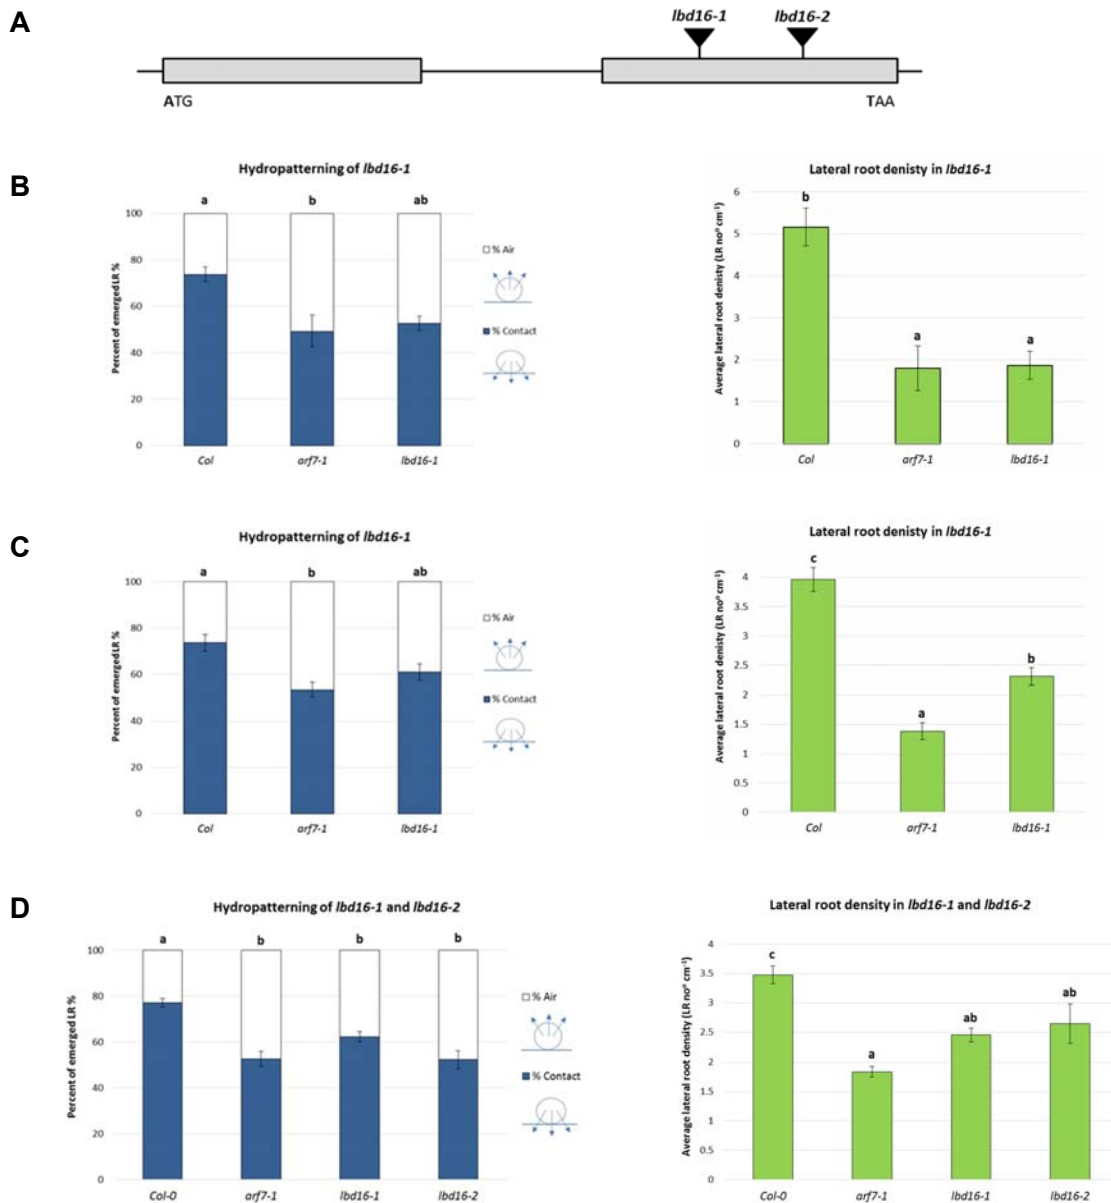 A
lbd16-1 lbd16-2
ATG TAA
B
Hydropatterning of lbd16-1
a b ab
Percent of emerged LR %
100
80
60
40
20
0
Col arf7-1 lbd16-1
% Air
% Contact
Lateral root denisty in lbd16-1
Average lateral root denisty (LR noº cm⁻¹)
6
5
4
3
2
1
0
b
a
a
Col arf7-1 lbd16-1
C
Hydropatterning of lbd16-1
a b ab
Percent of emerged LR %
100
80
60
40
20
0
Col arf7-1 lbd16-1
% Air
% Contact
Lateral root denisty in lbd16-1
Average lateral root denisty (LR noº cm⁻¹)
4
3.5
3
2.5
2
1.5
1
0.5
0
c
a
b
Col arf7-1 lbd16-1
D
Hydropatterning of lbd16-1 and lbd16-2
a b b b
Percent of emerged LR %
100
80
60
40
20
0
Col-0 arf7-1 lbd16-1 lbd16-2
% Air
% Contact
Lateral root density in lbd16-1 and lbd16-2
Average lateral root density (LR noº cm⁻¹)
4
3.5
3
2.5
2
1.5
1
0.5
0
c
a
ab
ab
Col-0 arf7-1 lbd16-1 lbd16-2